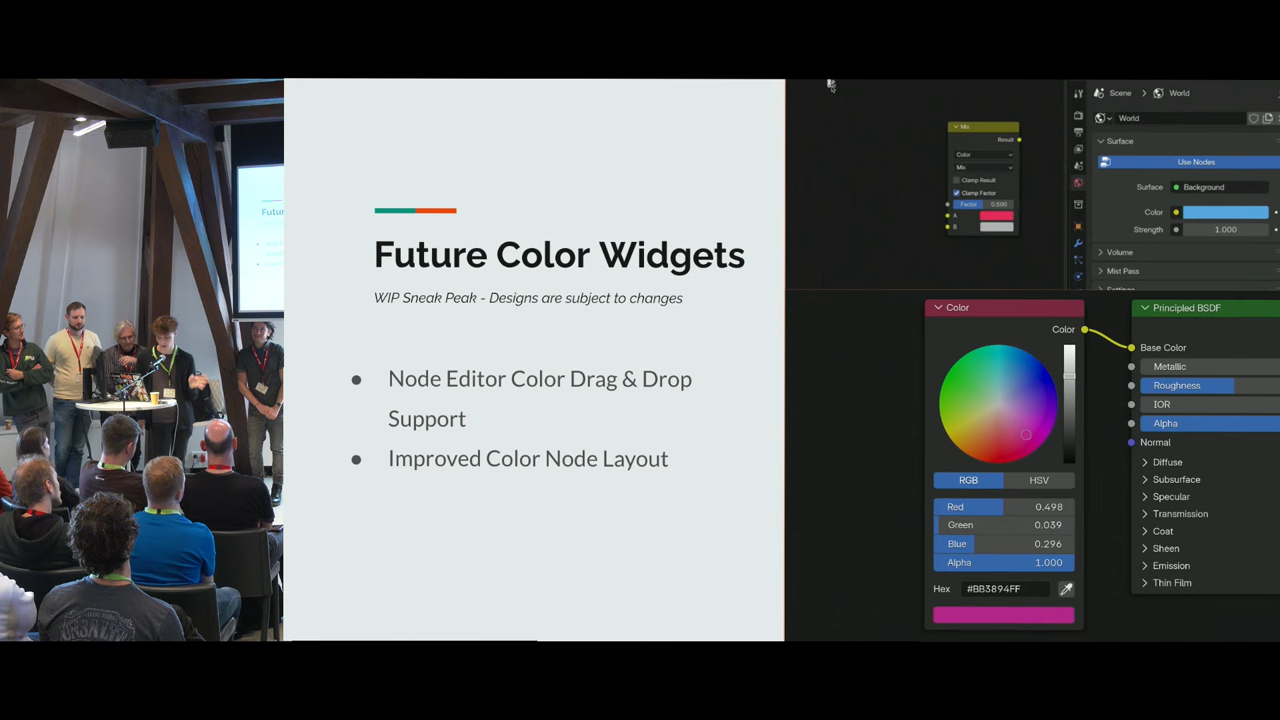 Future Color Widgets
WIP Sneak Peak - Designs are subject to changes
● Node Editor Color Drag & Drop
Support
● Improved Color Node Layout
Mix
Result
Color
Mix
Clamp Result
Clamp Factor
Factor 0.500
A
B
Scene > World
World
Surface
Use Nodes
Surface Background
Color
Strength 1.000
Volume
Mist Pass
Color
Color
RGB HSV
Red 0.498
Green 0.039
Blue 0.296
Alpha 1.000
Hex #BB3894FF
Principled BSDF
Base Color
Metallic
Roughness
IOR
Alpha
Normal
Diffuse
Subsurface
Specular
Transmission
Coat
Sheen
Emission
Thin Film